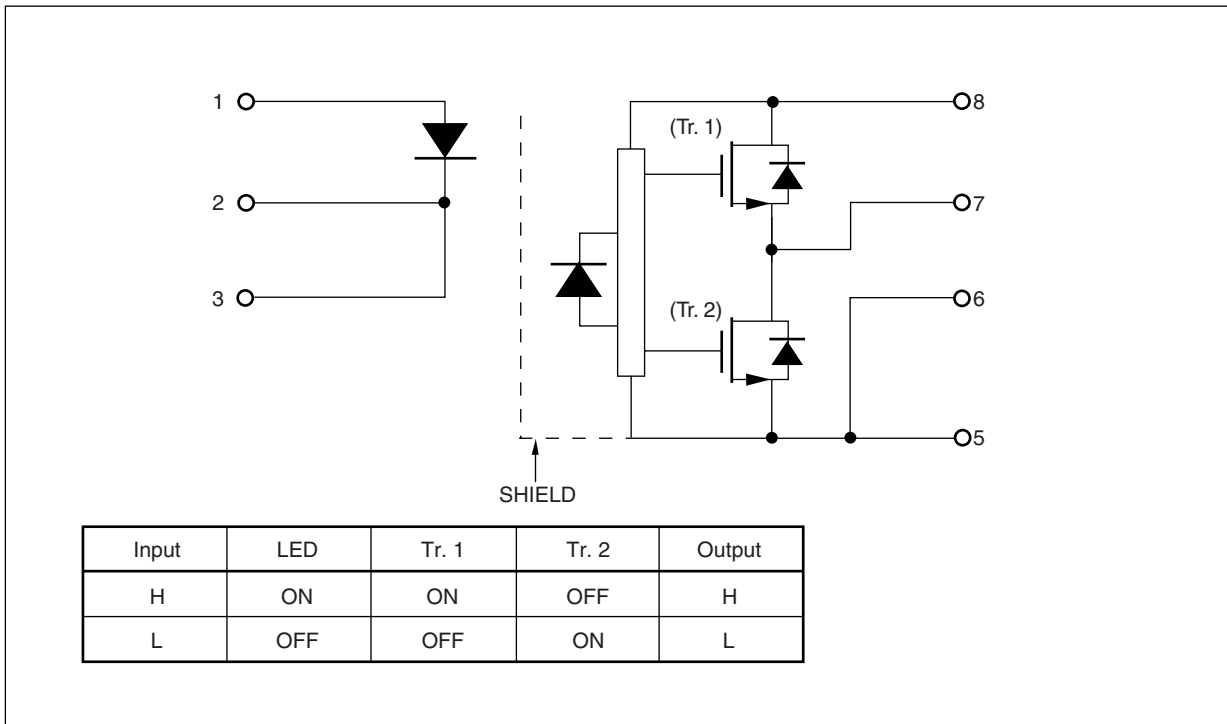 1
8
(Tr. 1)
2
7
3
6
(Tr. 2)
5
SHIELD
Input LED Tr. 1 Tr. 2 Output
H ON ON OFF H
L OFF OFF ON L